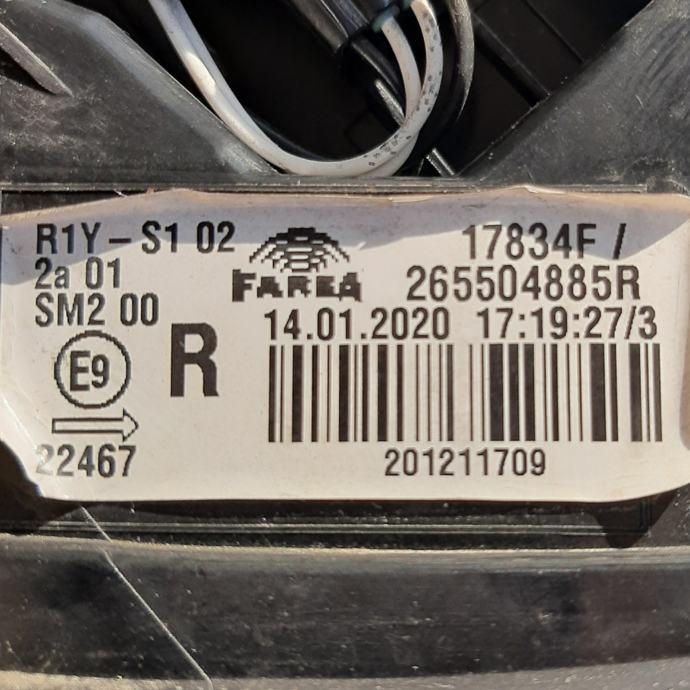 R1Y-S1 02
2a 01
SM2 00
E9
22467
R
FAREA
17834F /
265504885R
14.01.2020 17:19:27/3
201211709